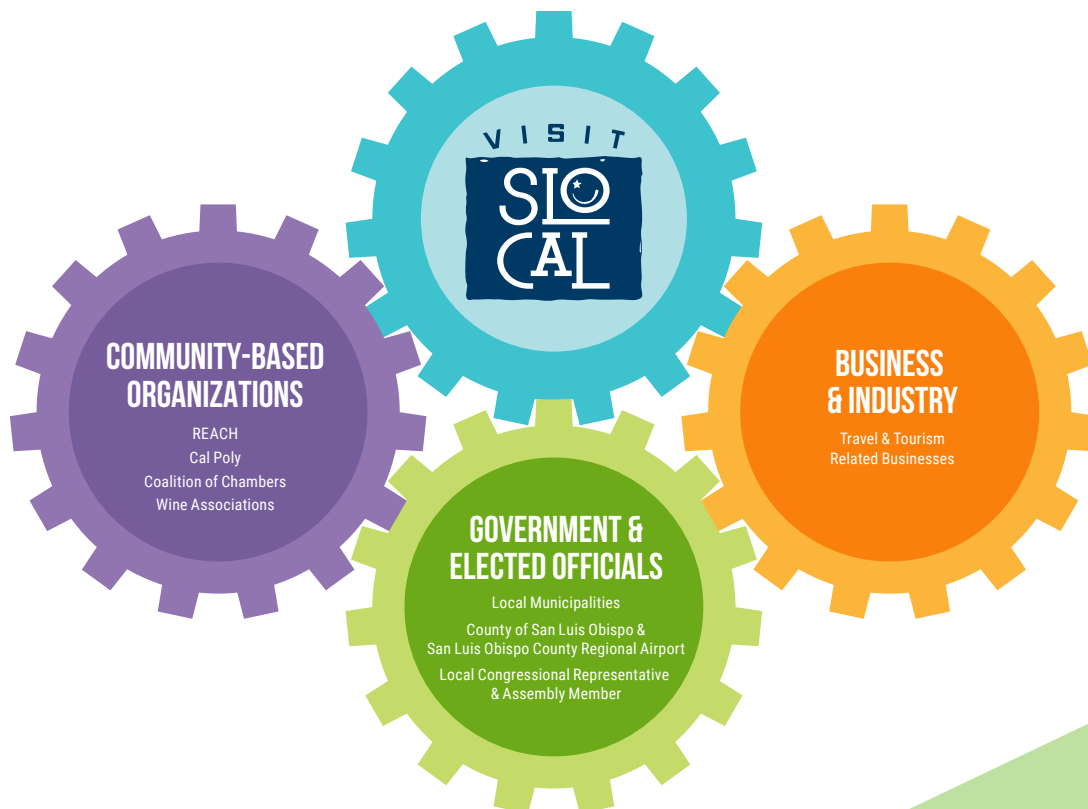 VISIT
SLO
CAL
COMMUNITY-BASED
ORGANIZATIONS
REACH
Cal Poly
Coalition of Chambers
Wine Associations
BUSINESS
& INDUSTRY
Travel & Tourism
Related Businesses
GOVERNMENT &
ELECTED OFFICIALS
Local Municipalities
County of San Luis Obispo &
San Luis Obispo County Regional Airport
Local Congressional Representative
& Assembly Member